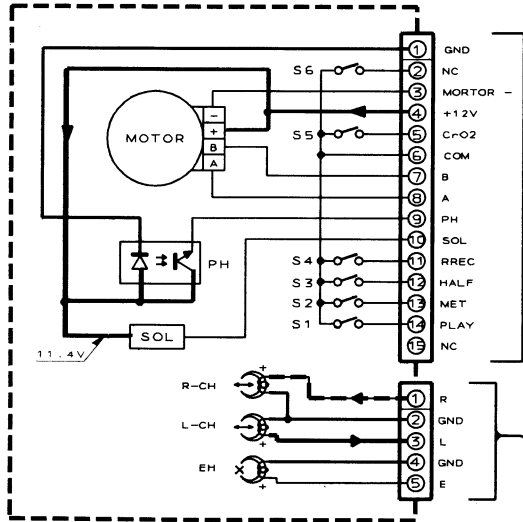 1 GND
S6 2 NC
3 MORTOR -
4 +12V
S5 5 CrO2
6 COM
7 B
8 A
9 PH
10 SOL
S4 11 RREC
S3 12 HALF
S2 13 MET
S1 14 PLAY
15 NC
MOTOR
-
+
B
A
PH
SOL
11.4V
R-CH + 1 R
2 GND
L-CH + 3 L
4 GND
EH + 5 E